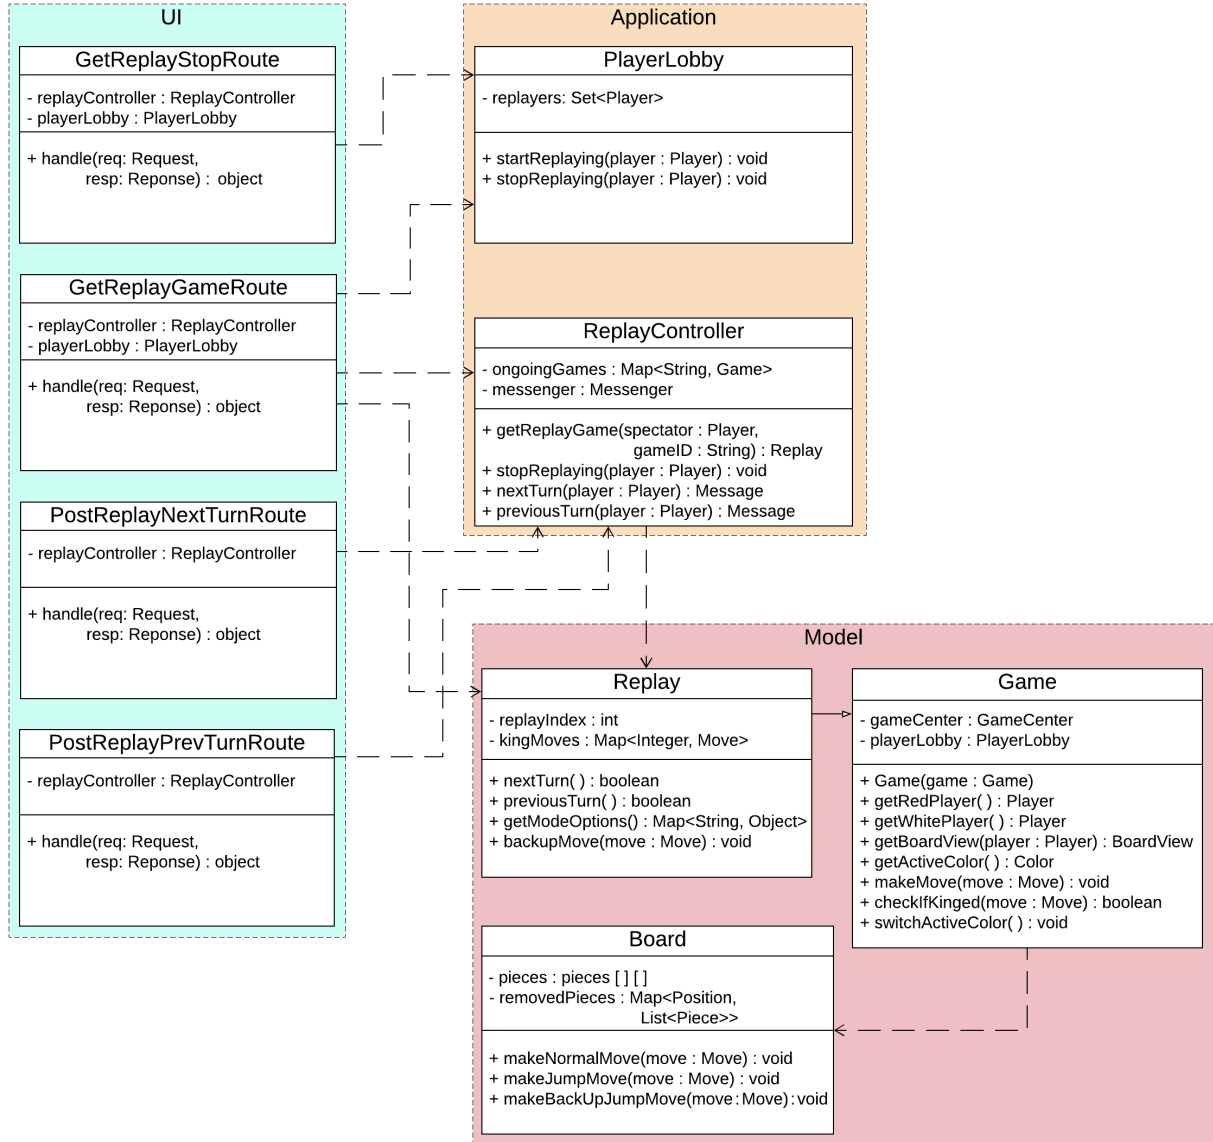 UI
GetReplayStopRoute
- replayController : ReplayController
- playerLobby : PlayerLobby
+ handle(req: Request,
resp: Reponse) : object
GetReplayGameRoute
- replayController : ReplayController
- playerLobby : PlayerLobby
+ handle(req: Request,
resp: Reponse) : object
PostReplayNextTurnRoute
- replayController : ReplayController
+ handle(req: Request,
resp: Reponse) : object
PostReplayPrevTurnRoute
- replayController : ReplayController
+ handle(req: Request,
resp: Reponse) : object
Application
PlayerLobby
- replayers: Set<Player>
+ startReplaying(player : Player) : void
+ stopReplaying(player : Player) : void
ReplayController
- ongoingGames : Map<String, Game>
- messenger : Messenger
+ getReplayGame(spectator : Player,
gameID : String) : Replay
+ stopReplaying(player : Player) : void
+ nextTurn(player : Player) : Message
+ previousTurn(player : Player) : Message
Model
Replay
- replayIndex : int
- kingMoves : Map<Integer, Move>
+ nextTurn( ) : boolean
+ previousTurn( ) : boolean
+ getModeOptions() : Map<String, Object>
+ backupMove(move : Move) : void
Game
- gameCenter : GameCenter
- playerLobby : PlayerLobby
+ Game(game : Game)
+ getRedPlayer( ) : Player
+ getWhitePlayer( ) : Player
+ getBoardView(player : Player) : BoardView
+ getActiveColor( ) : Color
+ makeMove(move : Move) : void
+ checkIfKinged(move : Move) : boolean
+ switchActiveColor( ) : void
Board
- pieces : pieces [ ] [ ]
- removedPieces : Map<Position,
List<Piece>>
+ makeNormalMove(move : Move) : void
+ makeJumpMove(move : Move) : void
+ makeBackUpJumpMove(move : Move) : void